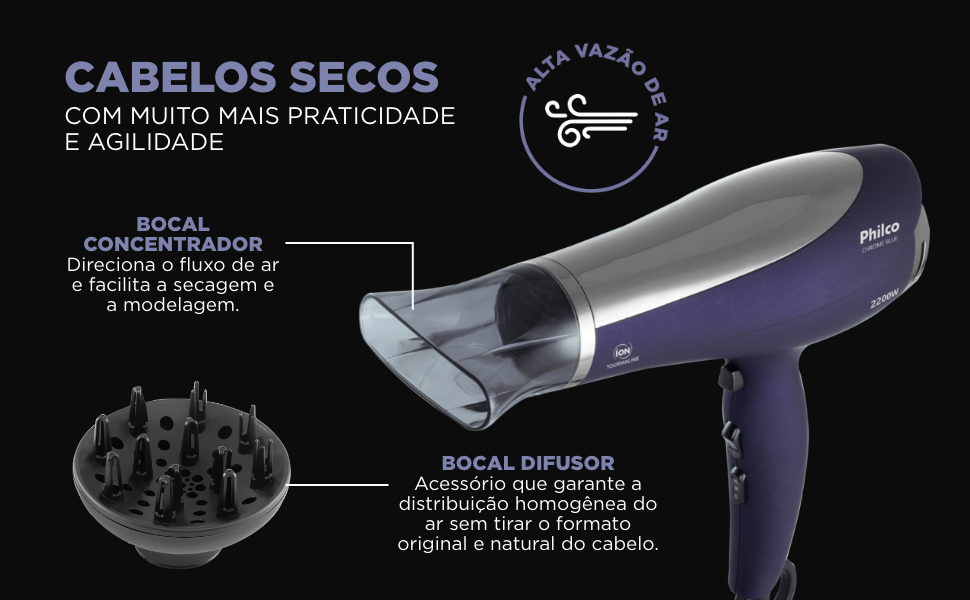 CABELOS SECOS
COM MUITO MAIS PRATICIDADE
E AGILIDADE
ALTA VAZÃO DE AR
BOCAL
CONCENTRADOR
Direciona o fluxo de ar
e facilita a secagem e
a modelagem.
Philco
CHROME BLUE
2200W
ION
TOURMALINE
BOCAL DIFUSOR
Acessório que garante a
distribuição homogênea do
ar sem tirar o formato
original e natural do cabelo.